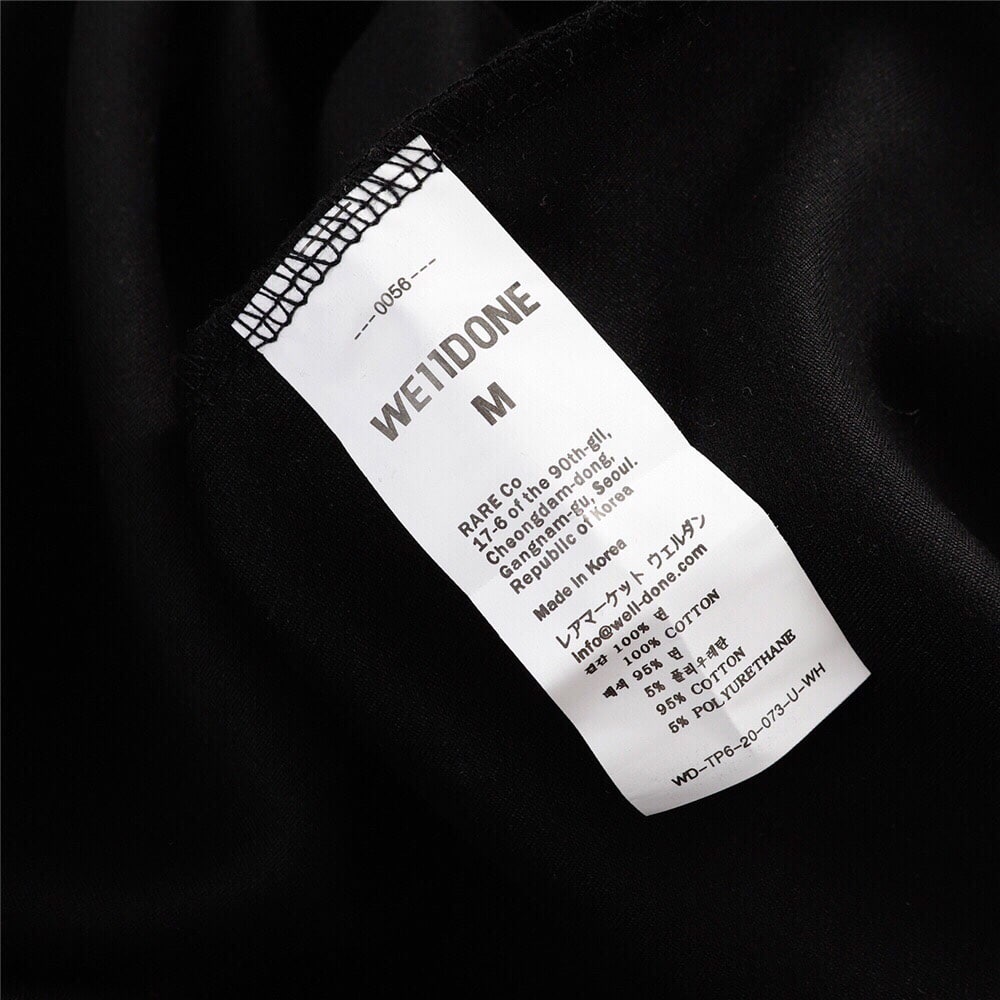 ---0056---
WE11DONE
M
RARE Co
17-6 of the 90th-gil,
Cheongdam-dong,
Gangnam-gu, Seoul.
Republic of Korea
Made in Korea
レアマーケット ウェルダン
Info@well-done.com
겉감 100% 면
100% COTTON
배색 95% 면
5% 폴리우레탄
95% COTTON
5% POLYURETHANE
WD-TP6-20-073-U-WH